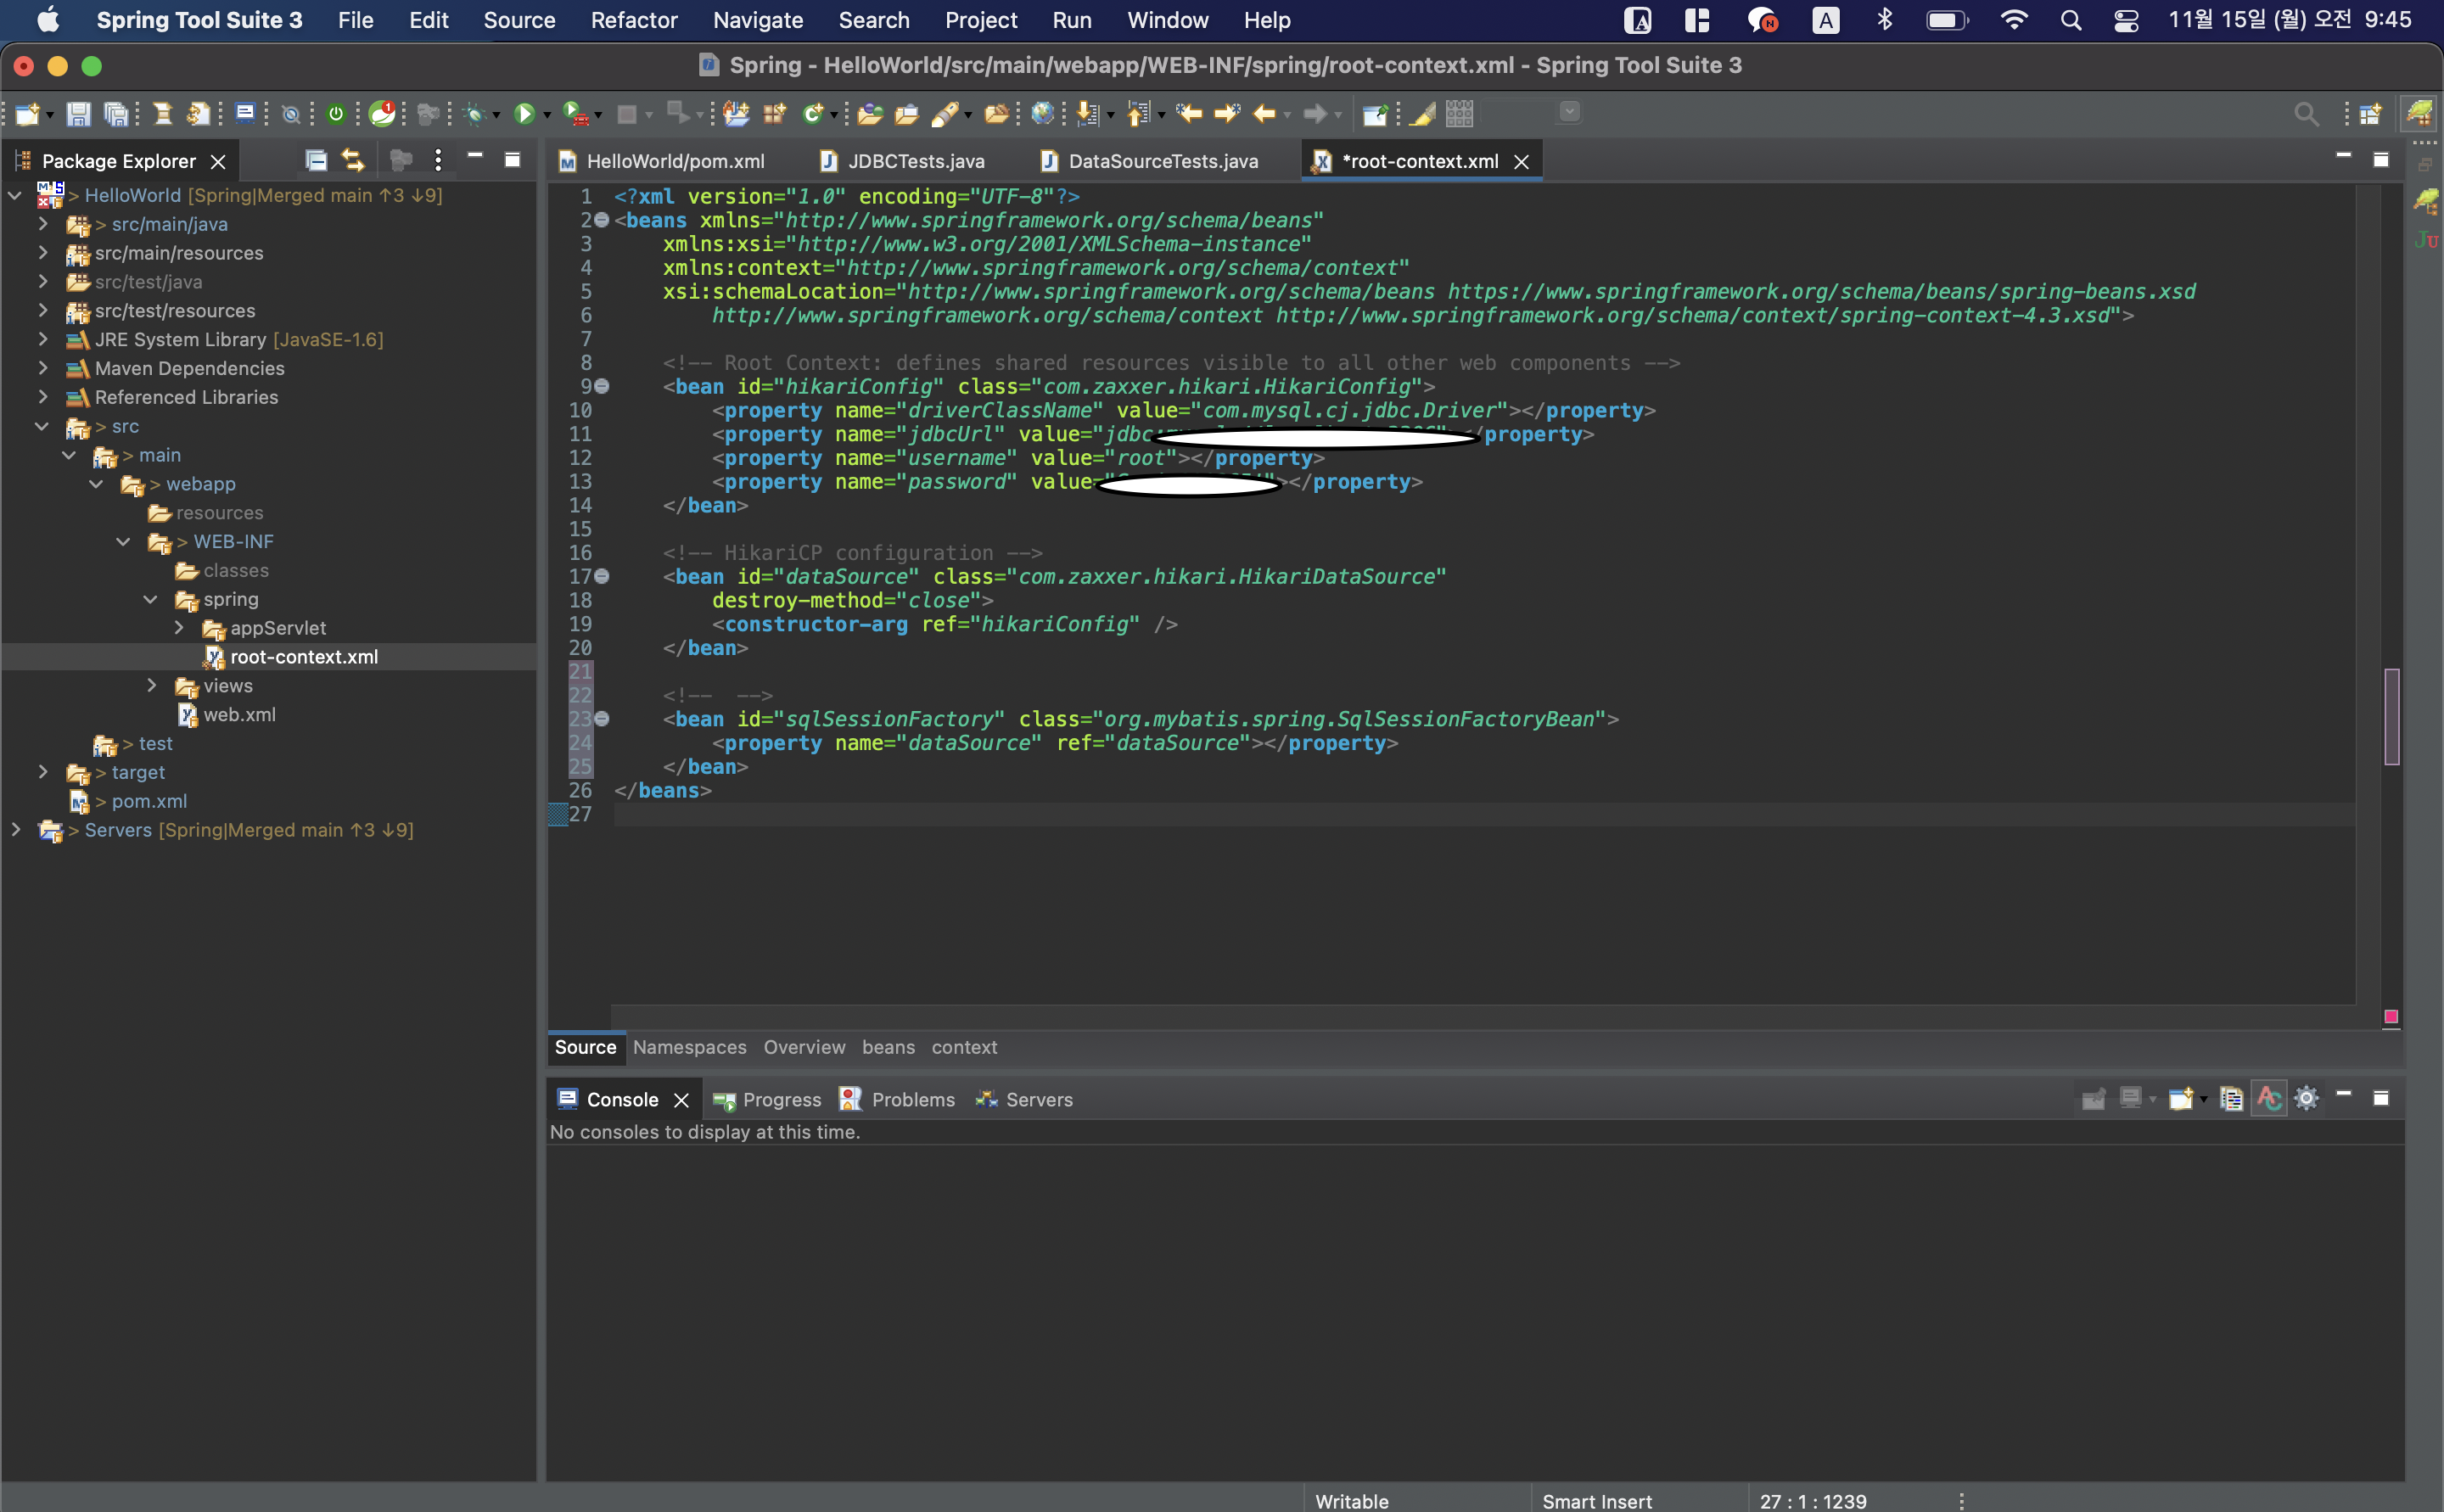 Spring Tool Suite 3 File Edit Source Refactor Navigate Search Project Run Window Help A A 11월 15일 (월) 오전 9:45
Spring - HelloWorld/src/main/webapp/WEB-INF/spring/root-context.xml - Spring Tool Suite 3
Package Explorer
> HelloWorld [Spring|Merged main ↑3 ↓9]
> src/main/java
src/main/resources
src/test/java
src/test/resources
JRE System Library [JavaSE-1.6]
Maven Dependencies
Referenced Libraries
> src
> main
> webapp
resources
> WEB-INF
classes
spring
appServlet
root-context.xml
views
web.xml
> test
> target
> pom.xml
> Servers [Spring|Merged main ↑3 ↓9]
HelloWorld/pom.xml JDBCTests.java DataSourceTests.java *root-context.xml
1 <?xml version="1.0" encoding="UTF-8"?>
2 <beans xmlns="http://www.springframework.org/schema/beans"
3 xmlns:xsi="http://www.w3.org/2001/XMLSchema-instance"
4 xmlns:context="http://www.springframework.org/schema/context"
5 xsi:schemaLocation="http://www.springframework.org/schema/beans https://www.springframework.org/schema/beans/spring-beans.xsd
6 http://www.springframework.org/schema/context http://www.springframework.org/schema/context/spring-context-4.3.xsd">
7
8 <!-- Root Context: defines shared resources visible to all other web components -->
9 <bean id="hikariConfig" class="com.zaxxer.hikari.HikariConfig">
10 <property name="driverClassName" value="com.mysql.cj.jdbc.Driver"></property>
11 <property name="jdbcUrl" value="jdbc: </property>
12 <property name="username" value="root"></property>
13 <property name="password" value= ></property>
14 </bean>
15
16 <!-- HikariCP configuration -->
17 <bean id="dataSource" class="com.zaxxer.hikari.HikariDataSource"
18 destroy-method="close">
19 <constructor-arg ref="hikariConfig" />
20 </bean>
21
22 <!-- -->
23 <bean id="sqlSessionFactory" class="org.mybatis.spring.SqlSessionFactoryBean">
24 <property name="dataSource" ref="dataSource"></property>
25 </bean>
26 </beans>
27
Source Namespaces Overview beans context
Console Progress Problems Servers
No consoles to display at this time.
Writable Smart Insert 27 : 1 : 1239